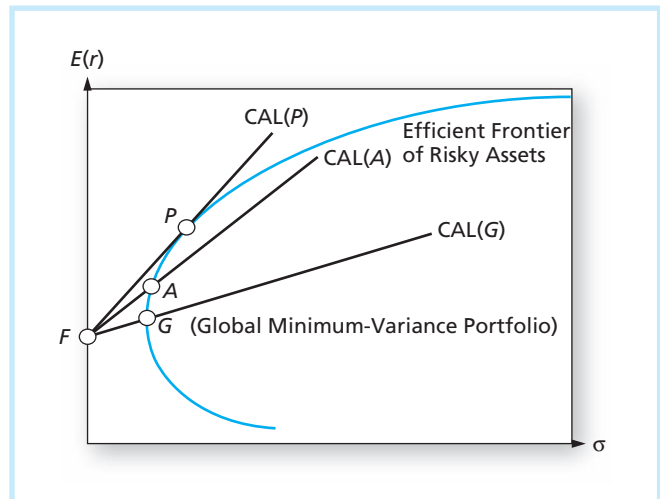 E(r)
CAL(P)
Efficient Frontier
CAL(A) of Risky Assets
P
CAL(G)
A
G (Global Minimum-Variance Portfolio)
F
σ